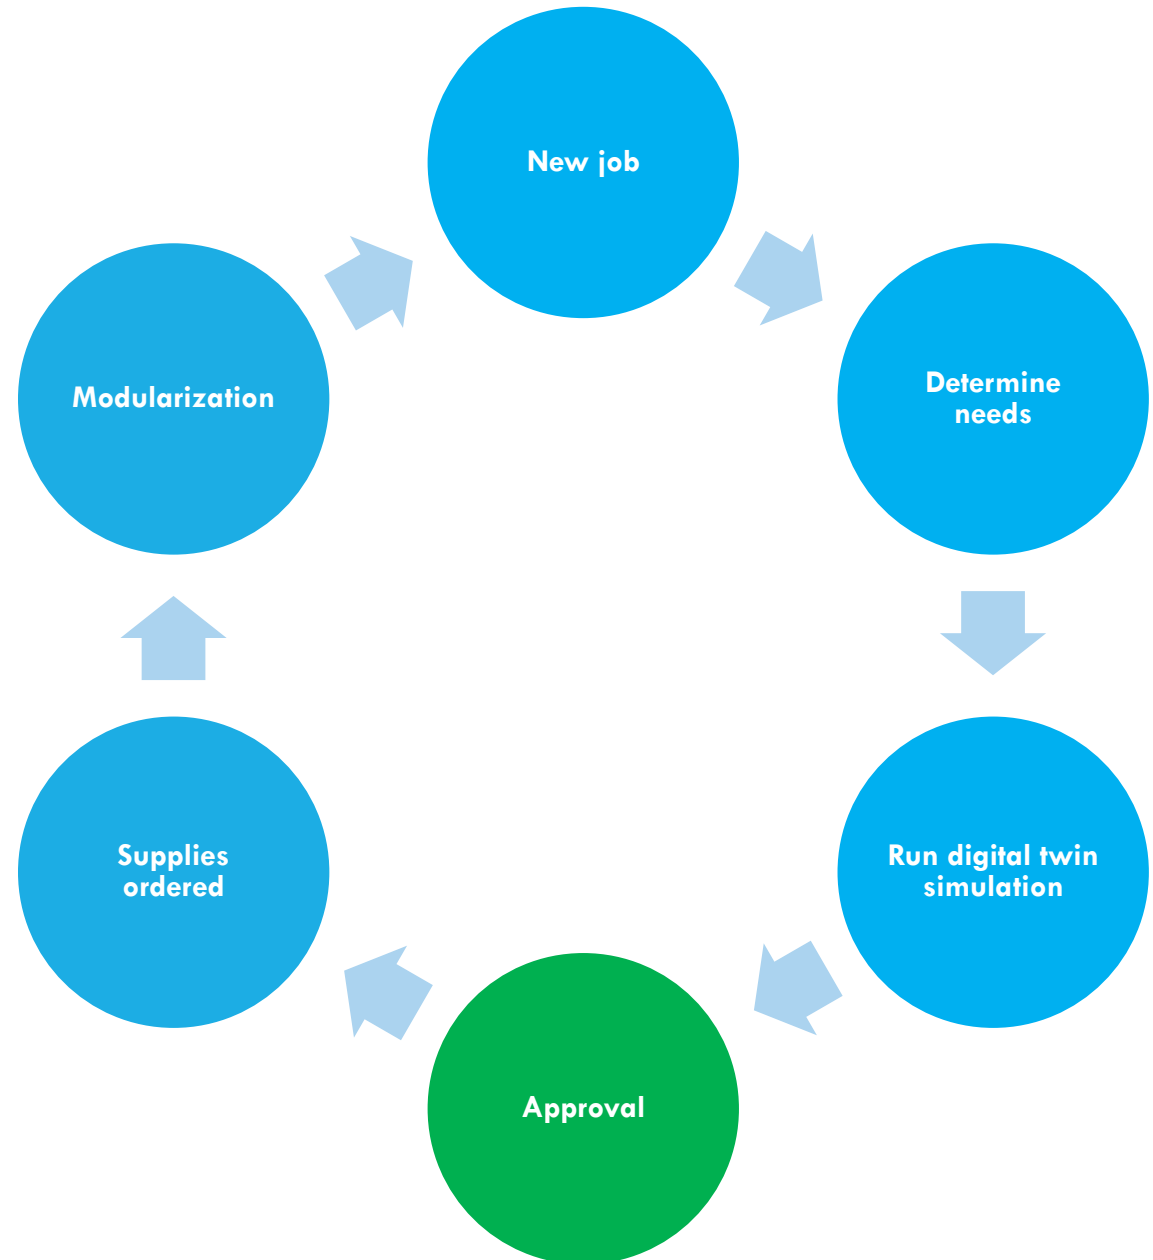 New job
Determine
needs
Run digital twin
simulation
Approval
Supplies
ordered
Modularization